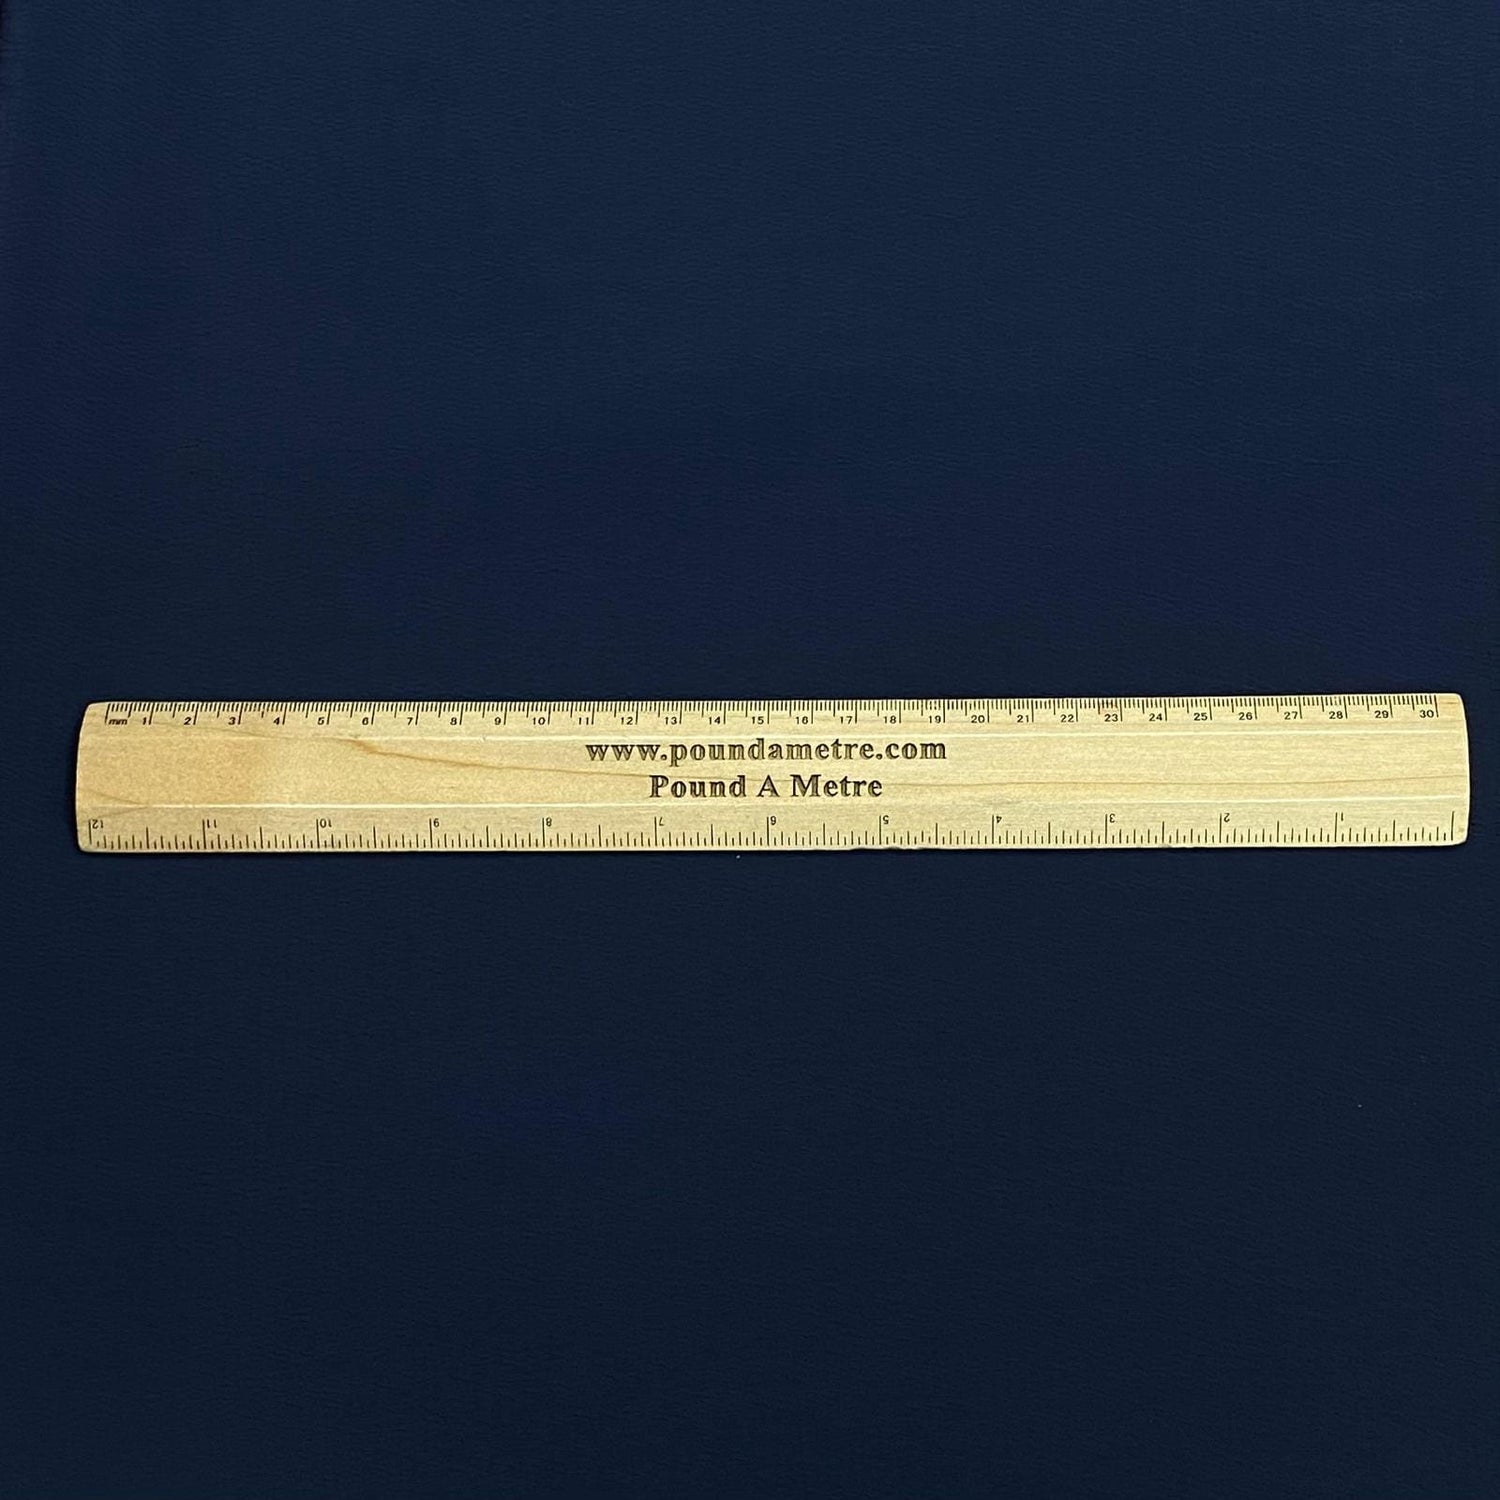 mm 1 2 3 4 5 6 7 8 9 10 11 12 13 14 15 16 17 18 19 20 21 22 23 24 25 26 27 28 29 30
www.poundametre.com
Pound A Metre
12 11 10 9 8 7 6 5 4 3 2 1